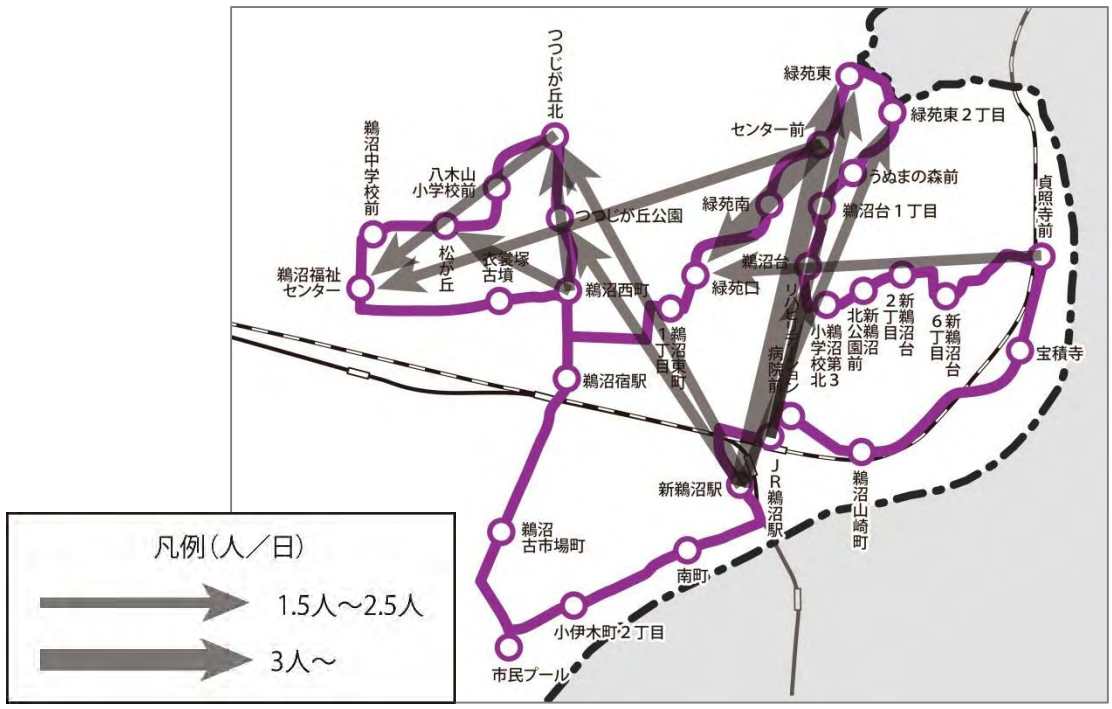 つつじが丘北
鵜沼中学校前
八木山
小学校前
松が丘
衣裳塚
古墳
つつじが丘公園
鵜沼福祉
センター
鵜沼西町
鵜沼宿駅
鵜沼東町
1丁目
緑苑口
緑苑南
センター前
緑苑東
緑苑東2丁目
うぬまの森前
鵜沼台1丁目
鵜沼台
リハビリテーション
病院前
鵜沼第3
小学校北
新鵜沼
北公園前
新鵜沼台
2丁目
新鵜沼台
6丁目
貞照寺前
宝積寺
鵜沼山崎町
JR鵜沼駅
新鵜沼駅
南町
小伊木町2丁目
市民プール
鵜沼
古市場町
凡例(人/日)
1.5人~2.5人
3人~